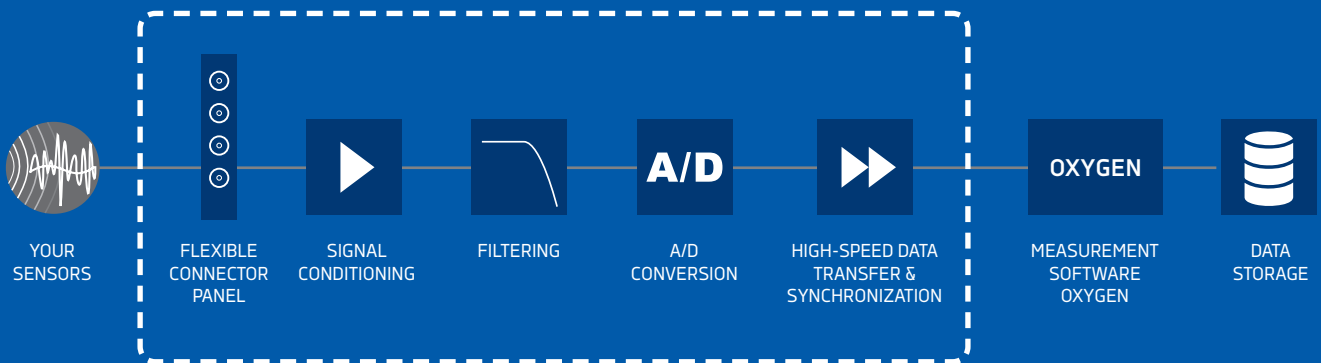 A/D
OXYGEN
YOUR
SENSORS
FLEXIBLE
CONNECTOR
PANEL
SIGNAL
CONDITIONING
FILTERING
A/D
CONVERSION
HIGH-SPEED DATA
TRANSFER &
SYNCHRONIZATION
MEASUREMENT
SOFTWARE
OXYGEN
DATA
STORAGE